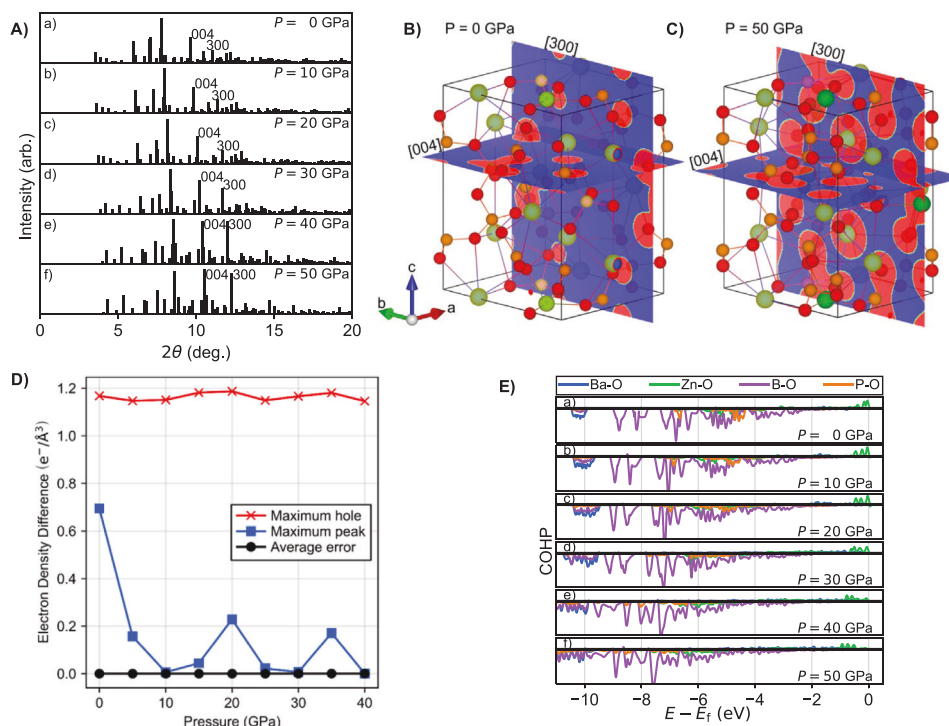 A)
a) P = 0 GPa
004
300
b) P = 10 GPa
004
300
c) P = 20 GPa
004
300
d) P = 30 GPa
004 300
e) P = 40 GPa
004 300
f) P = 50 GPa
004 300
Intensity (arb.)
0 5 10 15 20
2θ (deg.)
B) P = 0 GPa
[300]
[004]
c
b
a
C) P = 50 GPa
[300]
[004]
D)
Electron Density Difference (e⁻/Å³)
1.2
1.0
0.8
0.6
0.4
0.2
0.0
Maximum hole
Maximum peak
Average error
0 10 20 30 40
Pressure (GPa)
E)
Ba-O Zn-O B-O P-O
a)
P = 0 GPa
b)
P = 10 GPa
c)
P = 20 GPa
d)
P = 30 GPa
e)
P = 40 GPa
f)
P = 50 GPa
COHP
−10 −8 −6 −4 −2 0
E − Ef (eV)